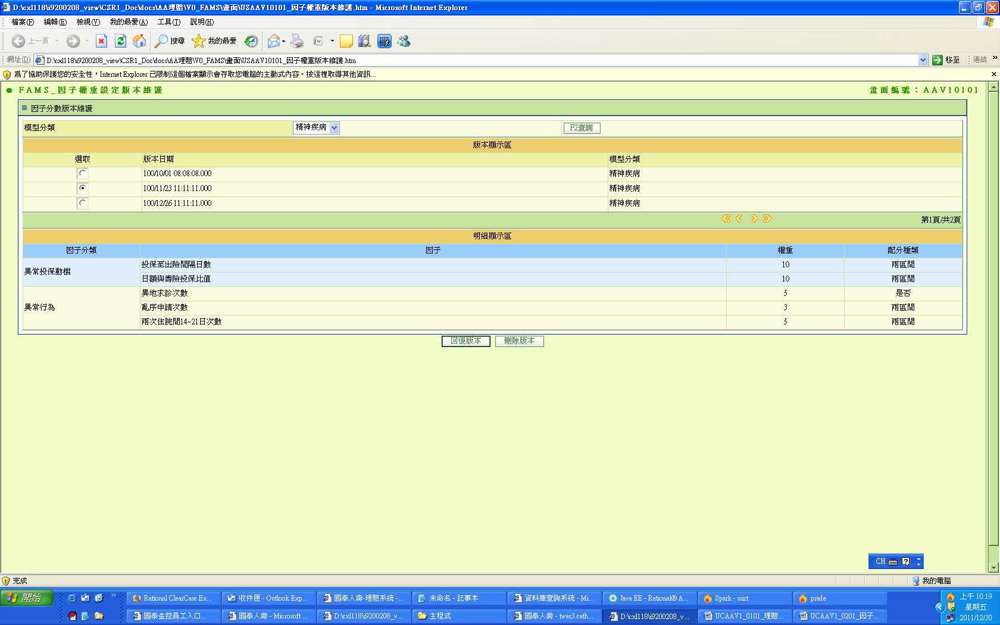 D:\cxl118\i9200208_view\CSR1_Doc\docs\AA理賠\V0_FAMS\畫面\USAAV10101_因子權重版本維護.htm - Microsoft Internet Explorer
檔案(F) 編輯(E) 檢視(V) 我的最愛(A) 工具(T) 說明(H)
上一頁 搜尋 我的最愛
網址(D) D:\cxl118\i9200208_view\CSR1_Doc\docs\AA理賠\V0_FAMS\畫面\USAAV10101_因子權重版本維護.htm 移至 連結 »
為了協助保護您的安全性，Internet Explorer 已限制這個檔案顯示會存取您電腦的主動式內容。按這裡取得其他資訊...
FAMS_因子權重設定版本維護 畫面編號：AAV10101
因子分數版本維護
模型分類 精神疾病 F2查詢
版本顯示區
選取 版本日期 模型分類
100/10/01 08:08:08.000 精神疾病
100/11/23 11:11:11.000 精神疾病
100/12/26 11:11:11.000 精神疾病
第1頁/共2頁
明細顯示區
因子分類 因子 權重 配分種類
異常投保動機 投保至出險間隔日數 10 兩區間
日額與壽險投保比值 10 兩區間
異常行為 異地求診次數 5 是否
亂序申請次數 3 兩區間
兩次住院間14~21日次數 5 兩區間
回復版本 刪除版本
CH
完成 我的電腦
開始 » Rational ClearCase Ex... 收件匣 - Outlook Exp... 國泰人壽-理賠系統 -... 未命名 - 記事本 資料庫查詢系統 - Mi... Java EE - Rational® A... Spark - ssirt prada 上午 10:19
星期五
國泰金控員工入口... 國泰人壽 - Microsoft ... D:\cxl118\i9200208_v... 主程式 國泰人壽 - twas3.cath... D:\cxl118\i9200208_v... UCAAV1_0101_理賠... UCAAV1_0201_因子... 2011/12/30